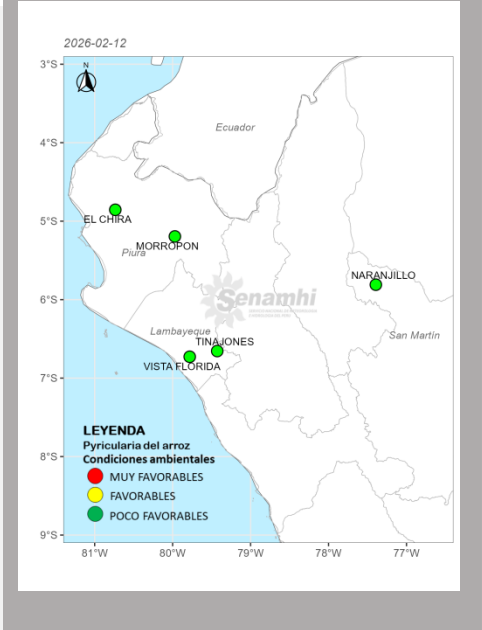 2026-02-12
N
3°S
4°S
5°S
6°S
7°S
8°S
9°S
Ecuador
EL CHIRA
MORROPON
Piura
NARANJILLO
Senamhi
Lambayeque
TINAJONES
San Martín
VISTA FLORIDA
LEYENDA
Pyricularia del arroz
Condiciones ambientales
MUY FAVORABLES
FAVORABLES
POCO FAVORABLES
81°W
80°W
79°W
78°W
77°W